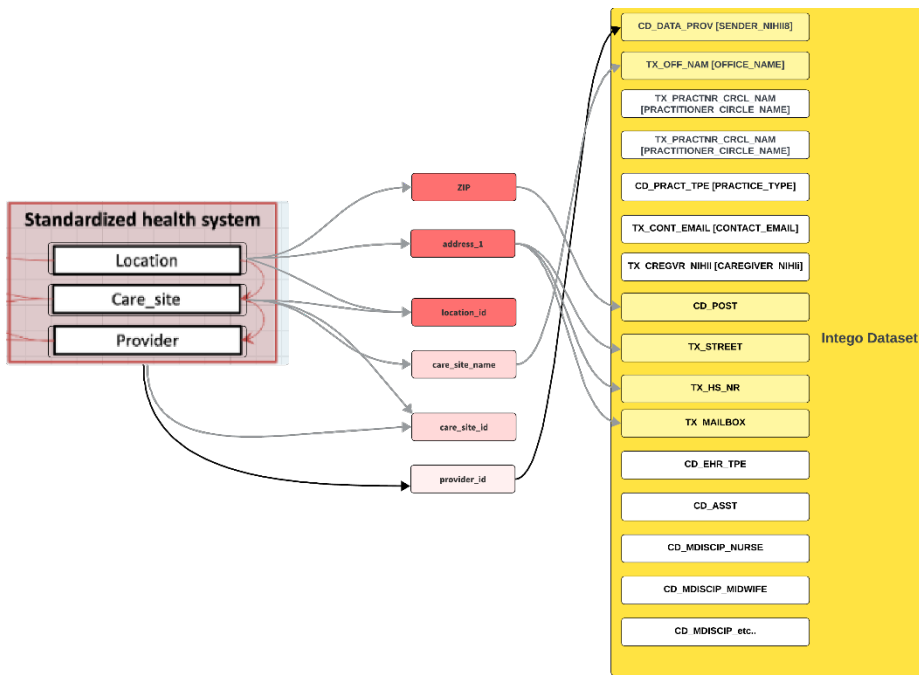 Standardized health system
Location
Care_site
Provider
ZIP
address_1
location_id
care_site_name
care_site_id
provider_id
CD_DATA_PROV [SENDER_NIHII8]
TX_OFF_NAM [OFFICE_NAME]
TX_PRACTNR_CRCL_NAM
[PRACTITIONER_CIRCLE_NAME]
TX_PRACTNR_CRCL_NAM
[PRACTITIONER_CIRCLE_NAME]
CD_PRACT_TPE [PRACTICE_TYPE]
TX_CONT_EMAIL [CONTACT_EMAIL]
TX_CREGVR_NIHII [CAREGIVER_NIHIi]
CD_POST
TX_STREET
TX_HS_NR
TX_MAILBOX
CD_EHR_TPE
CD_ASST
CD_MDISCIP_NURSE
CD_MDISCIP_MIDWIFE
CD_MDISCIP_etc..
Intego Dataset